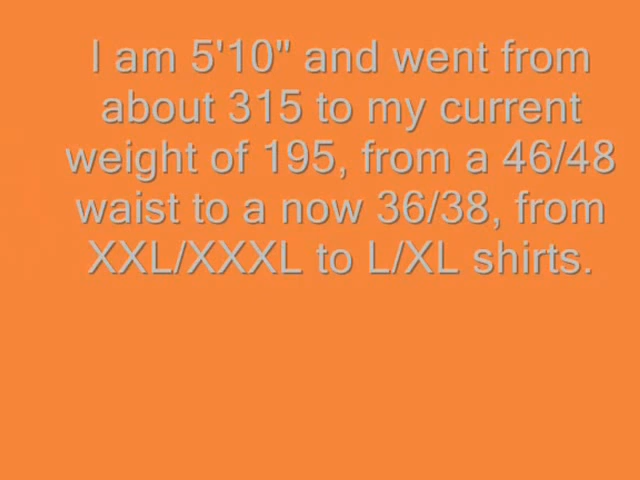 I am 5'10" and went from
about 315 to my current
weight of 195, from a 46/48
waist to a now 36/38, from
XXL/XXXL to L/XL shirts.